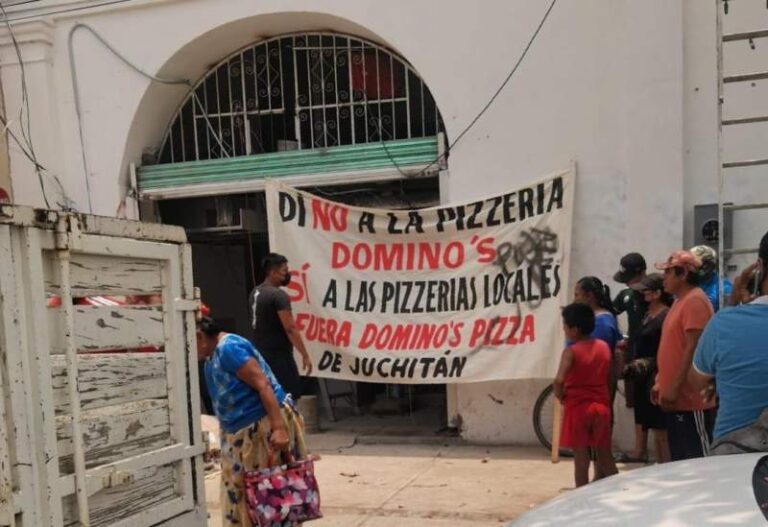 DI NO A LA PIZZERIA
DOMINO'S
SÍ A LAS PIZZERIAS LOCALES
FUERA DOMINO'S PIZZA
DE JUCHITÁN